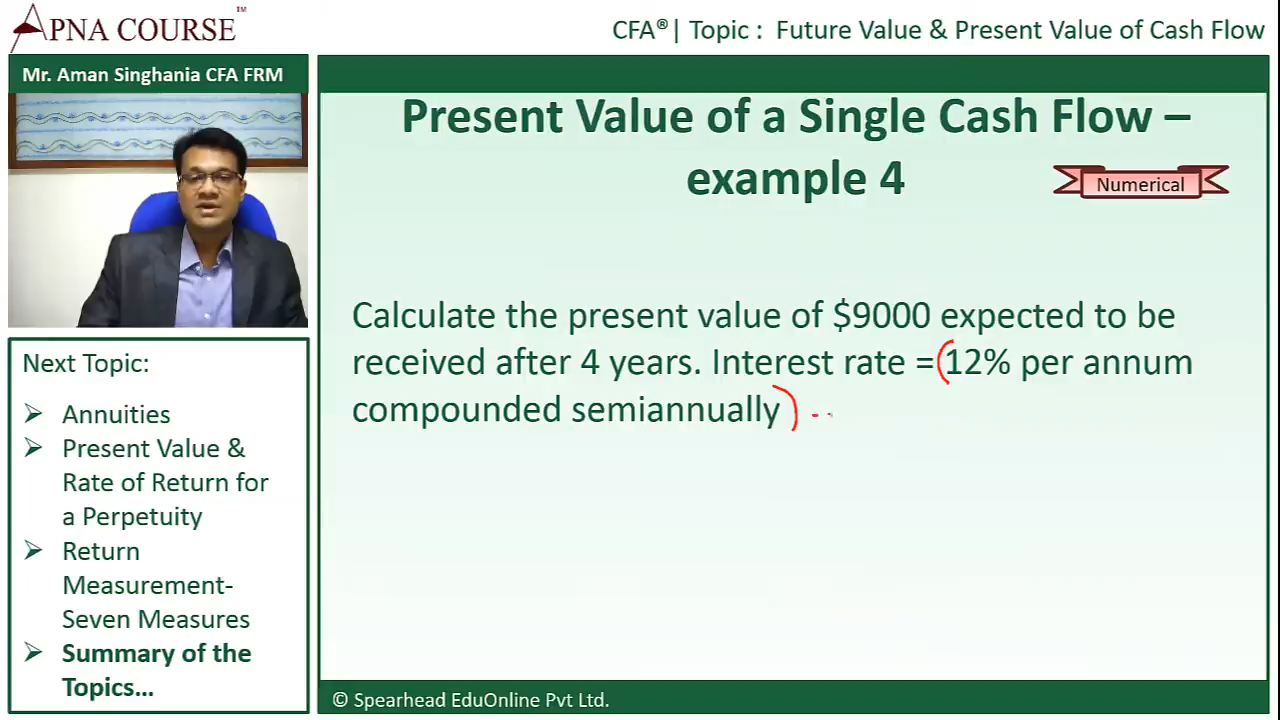 APNA COURSE™
CFA®| Topic : Future Value & Present Value of Cash Flow
Mr. Aman Singhania CFA FRM
Next Topic:
Annuities
Present Value &
Rate of Return for
a Perpetuity
Return
Measurement-
Seven Measures
Summary of the
Topics...
Present Value of a Single Cash Flow –
example 4
Numerical
Calculate the present value of $9000 expected to be
received after 4 years. Interest rate = 12% per annum
compounded semiannually
© Spearhead EduOnline Pvt Ltd.